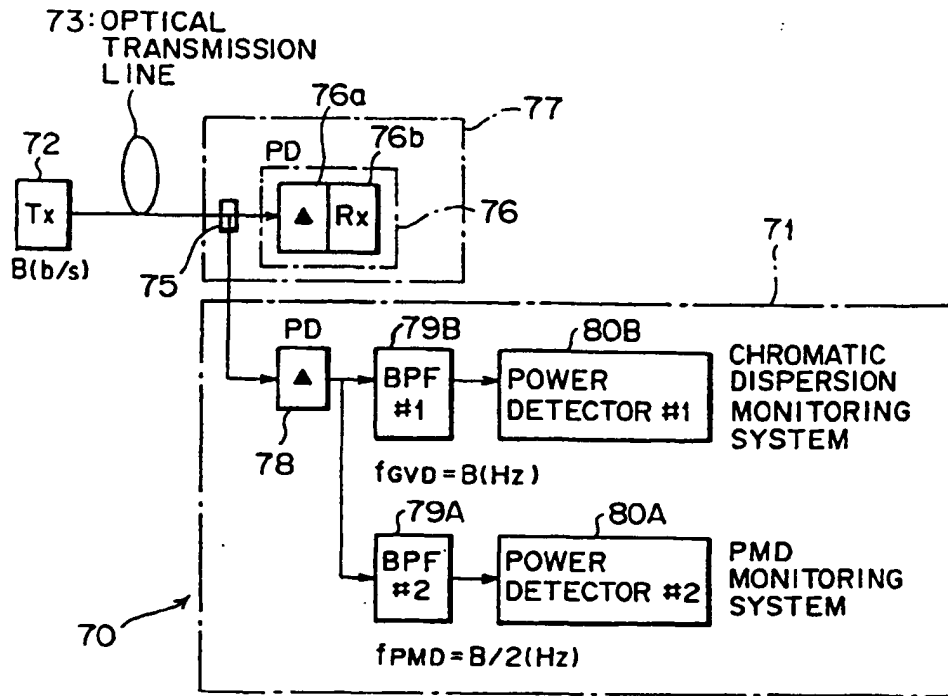 73: OPTICAL
TRANSMISSION
LINE
72
Tx
B(b/s)
75
76a
76b
77
PD
Rx
76
71
PD
78
79B
BPF
#1
80B
POWER
DETECTOR #1
CHROMATIC
DISPERSION
MONITORING
SYSTEM
fGVD=B(Hz)
79A
BPF
#2
80A
POWER
DETECTOR #2
PMD
MONITORING
SYSTEM
70
fPMD=B/2(Hz)